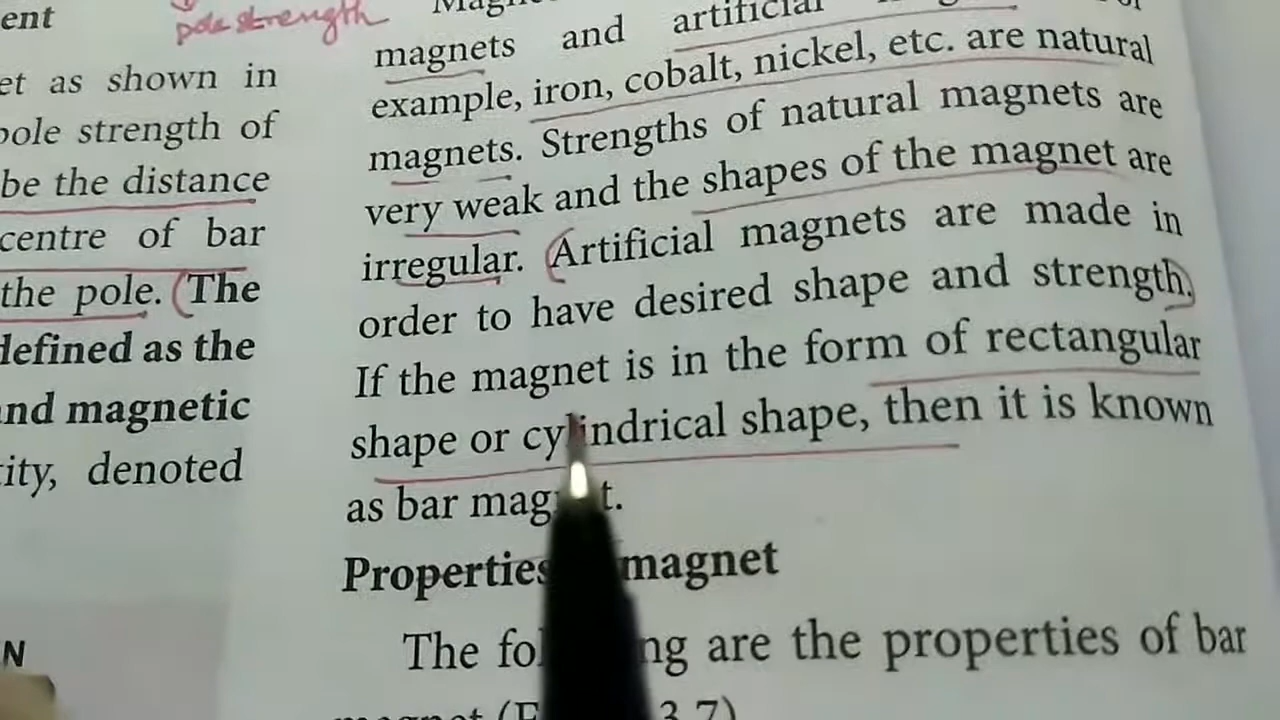 ent
pole strength
et as shown in
pole strength of
be the distance
centre of bar
the pole. (The
defined as the
and magnetic
ity, denoted
N
magnets and artificial
example, iron, cobalt, nickel, etc. are natural
magnets. Strengths of natural magnets are
very weak and the shapes of the magnet are
irregular. (Artificial magnets are made in
order to have desired shape and strength.)
If the magnet is in the form of rectangular
shape or cylindrical shape, then it is known
as bar magt.
Properties magnet
The are the properties of bar
3.7)